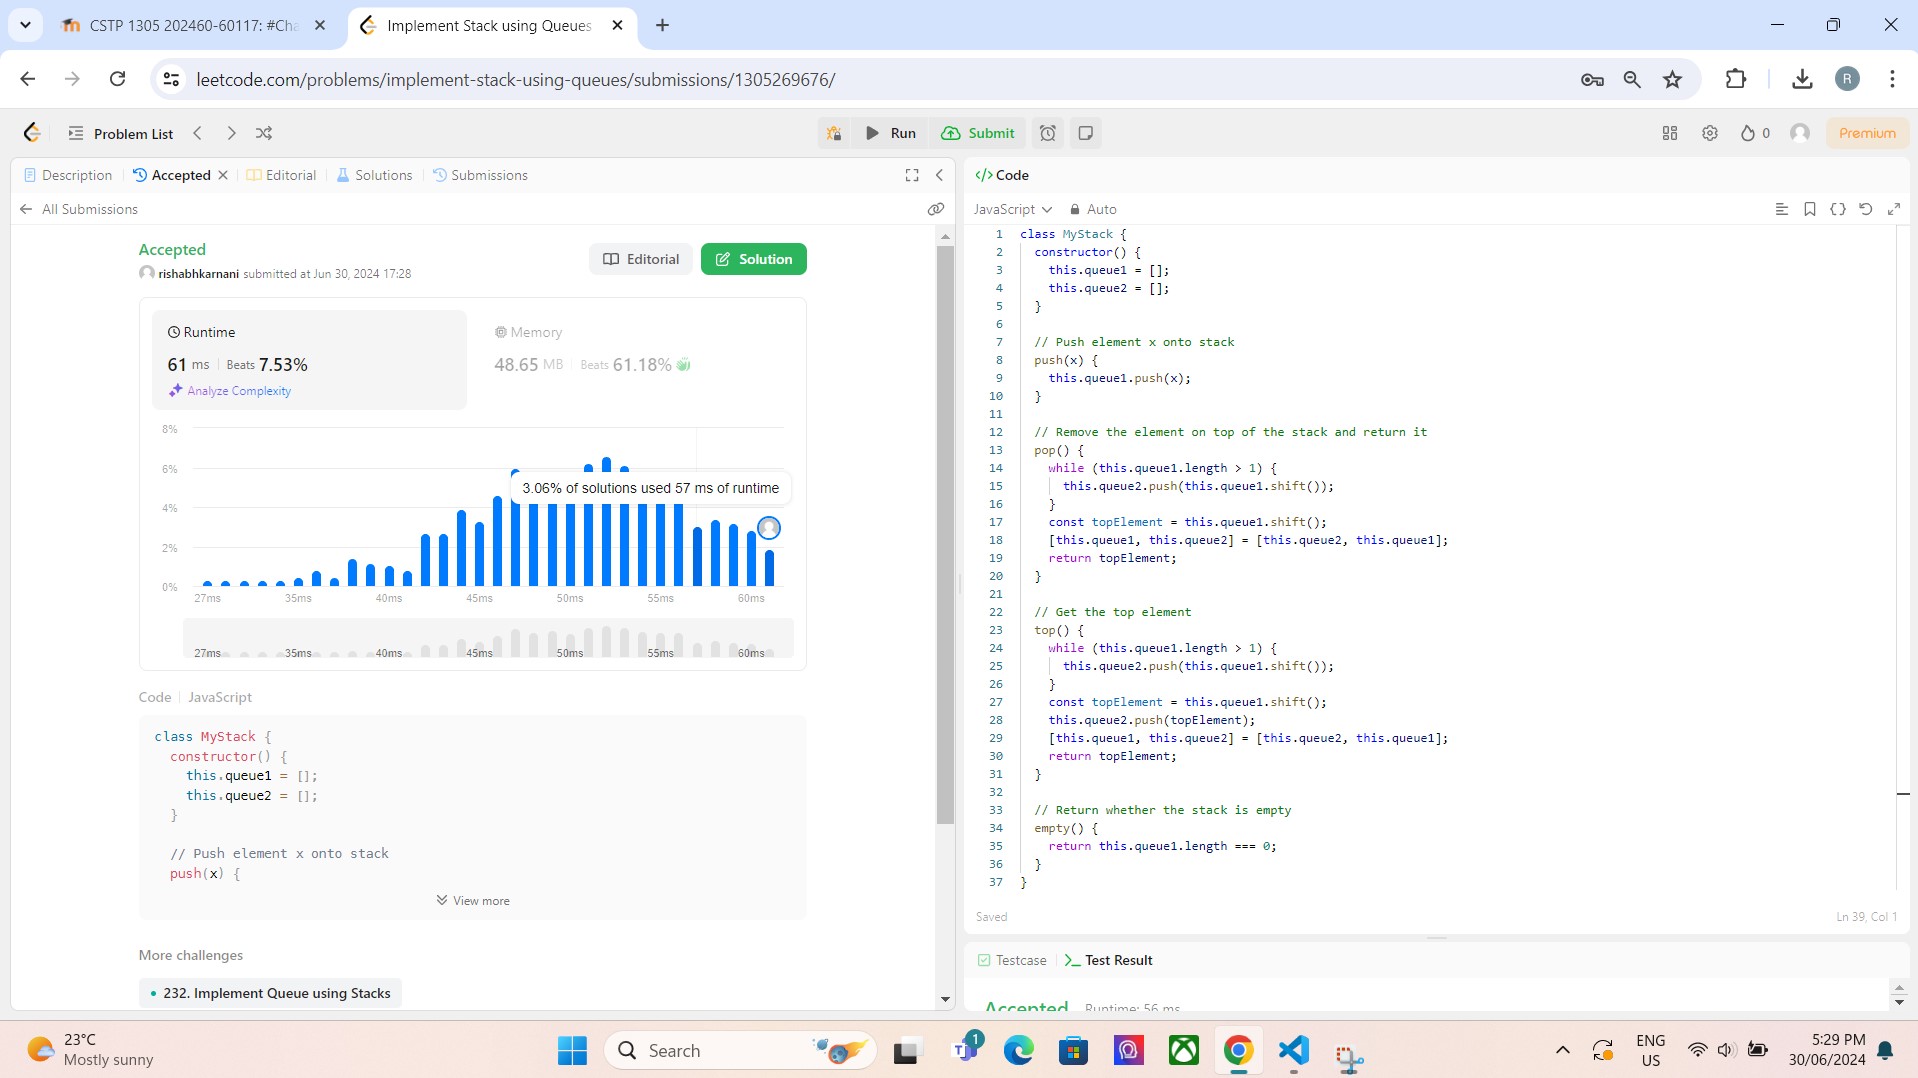 CSTP 1305 202460-60117: #Cha
Implement Stack using Queues
leetcode.com/problems/implement-stack-using-queues/submissions/1305269676/
R
Problem List
Run
Submit
0
Premium
Description
Accepted
Editorial
Solutions
Submissions
All Submissions
Accepted
rishabhkarnani submitted at Jun 30, 2024 17:28
Editorial
Solution
Runtime
61 ms | Beats 7.53%
Analyze Complexity
Memory
48.65 MB | Beats 61.18%
8%
6%
4%
2%
0%
3.06% of solutions used 57 ms of runtime
27ms 35ms 40ms 45ms 50ms 55ms 60ms
27ms 35ms 40ms 45ms 50ms 55ms 60ms
Code | JavaScript
class MyStack {
constructor() {
this.queue1 = [];
this.queue2 = [];
}
// Push element x onto stack
push(x) {
View more
More challenges
232. Implement Queue using Stacks
</> Code
JavaScript
Auto
1 class MyStack {
2 constructor() {
3 this.queue1 = [];
4 this.queue2 = [];
5 }
6
7 // Push element x onto stack
8 push(x) {
9 this.queue1.push(x);
10 }
11
12 // Remove the element on top of the stack and return it
13 pop() {
14 while (this.queue1.length > 1) {
15 this.queue2.push(this.queue1.shift());
16 }
17 const topElement = this.queue1.shift();
18 [this.queue1, this.queue2] = [this.queue2, this.queue1];
19 return topElement;
20 }
21
22 // Get the top element
23 top() {
24 while (this.queue1.length > 1) {
25 this.queue2.push(this.queue1.shift());
26 }
27 const topElement = this.queue1.shift();
28 this.queue2.push(topElement);
29 [this.queue1, this.queue2] = [this.queue2, this.queue1];
30 return topElement;
31 }
32
33 // Return whether the stack is empty
34 empty() {
35 return this.queue1.length === 0;
36 }
37 }
Saved
Ln 39, Col 1
Testcase
Test Result
Accepted Runtime: 56 ms
23°C
Mostly sunny
Search
1
ENG
US
5:29 PM
30/06/2024